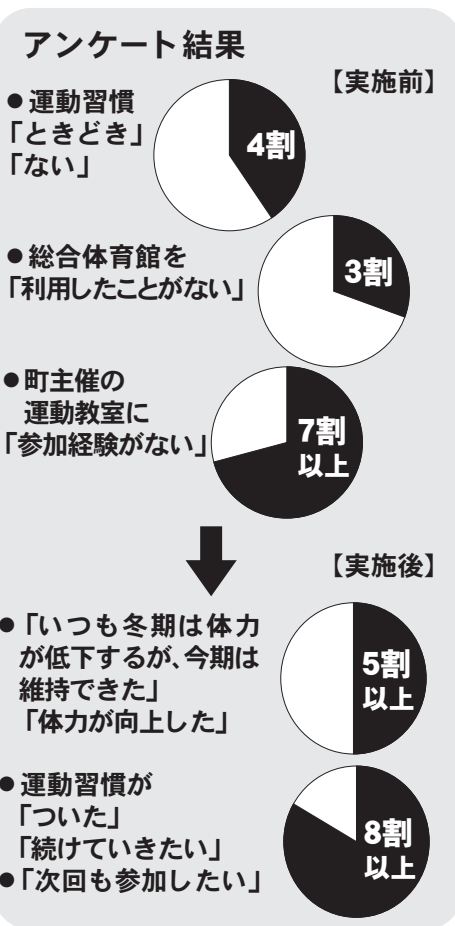 アンケート結果
【実施前】
●運動習慣
「ときどき」
「ない」
4割
●総合体育館を
「利用したことがない」
3割
●町主催の
運動教室に
「参加経験がない」
7割
以上
【実施後】
●「いつも冬期は体力
が低下するが、今期は
維持できた」
「体力が向上した」
5割
以上
●運動習慣が
「ついた」
「続けていきたい」
●「次回も参加したい」
8割
以上